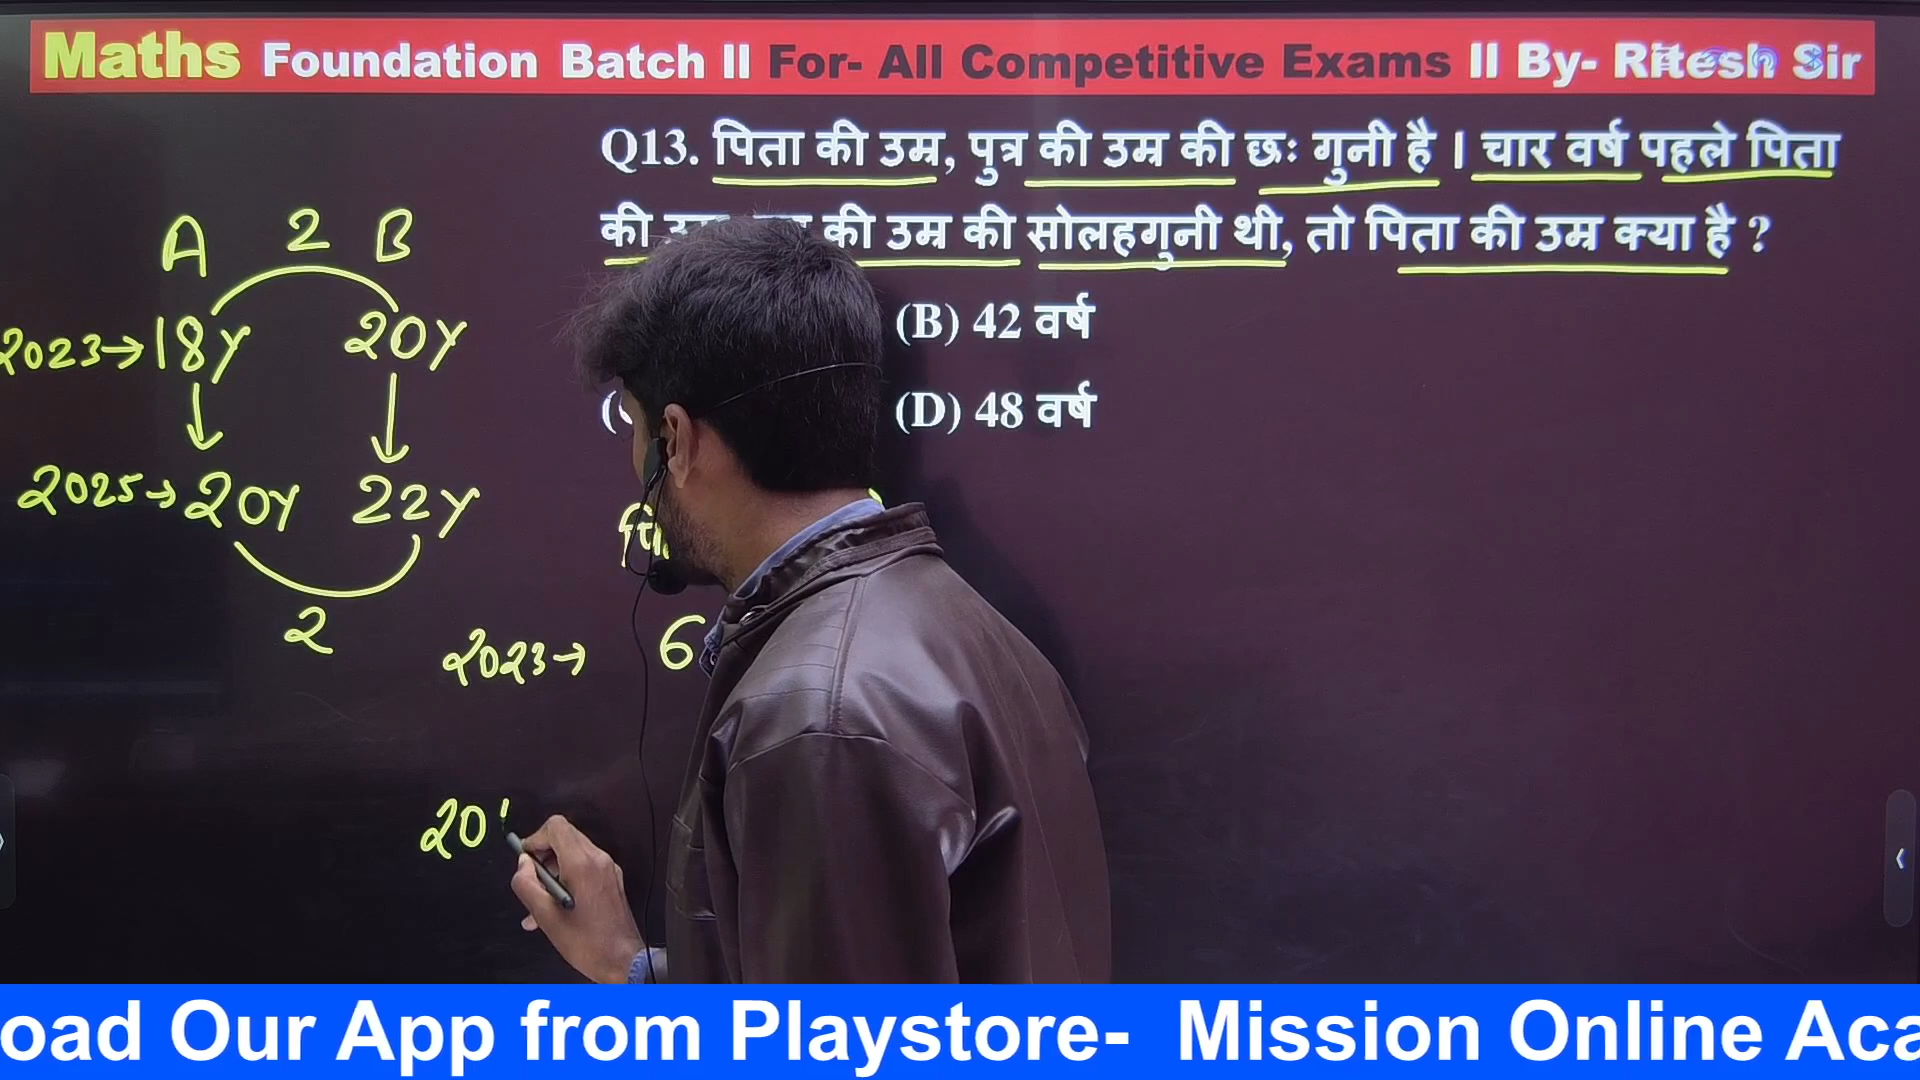 Maths Foundation Batch II For- All Competitive Exams II By- Ritesh Sir
Q13. पिता की उम्र, पुत्र की उम्र की छः गुनी है । चार वर्ष पहले पिता
की की उम्र की सोलहगुनी थी, तो पिता की उम्र क्या है ?
(B) 42 वर्ष
(D) 48 वर्ष
A 2 B
2023→ 18y 20y
2025→ 20y 22y
2
2023→ 6
20
oad Our App from Playstore- Mission Online Aca